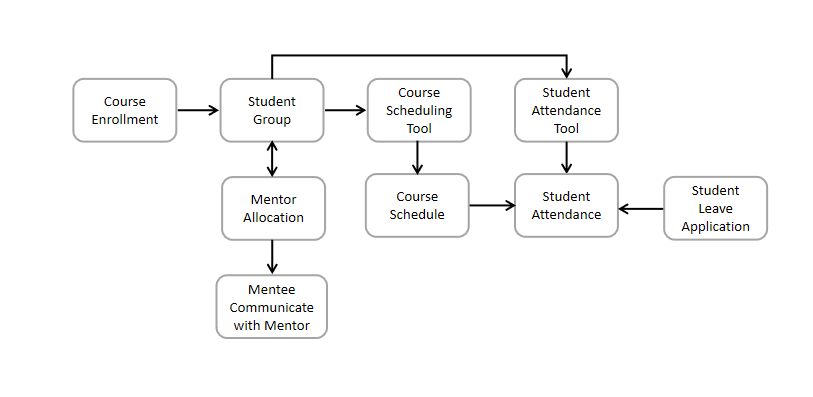 Course
Enrollment
Student
Group
Course
Scheduling
Tool
Student
Attendance
Tool
Mentor
Allocation
Course
Schedule
Student
Attendance
Student
Leave
Application
Mentee
Communicate
with Mentor